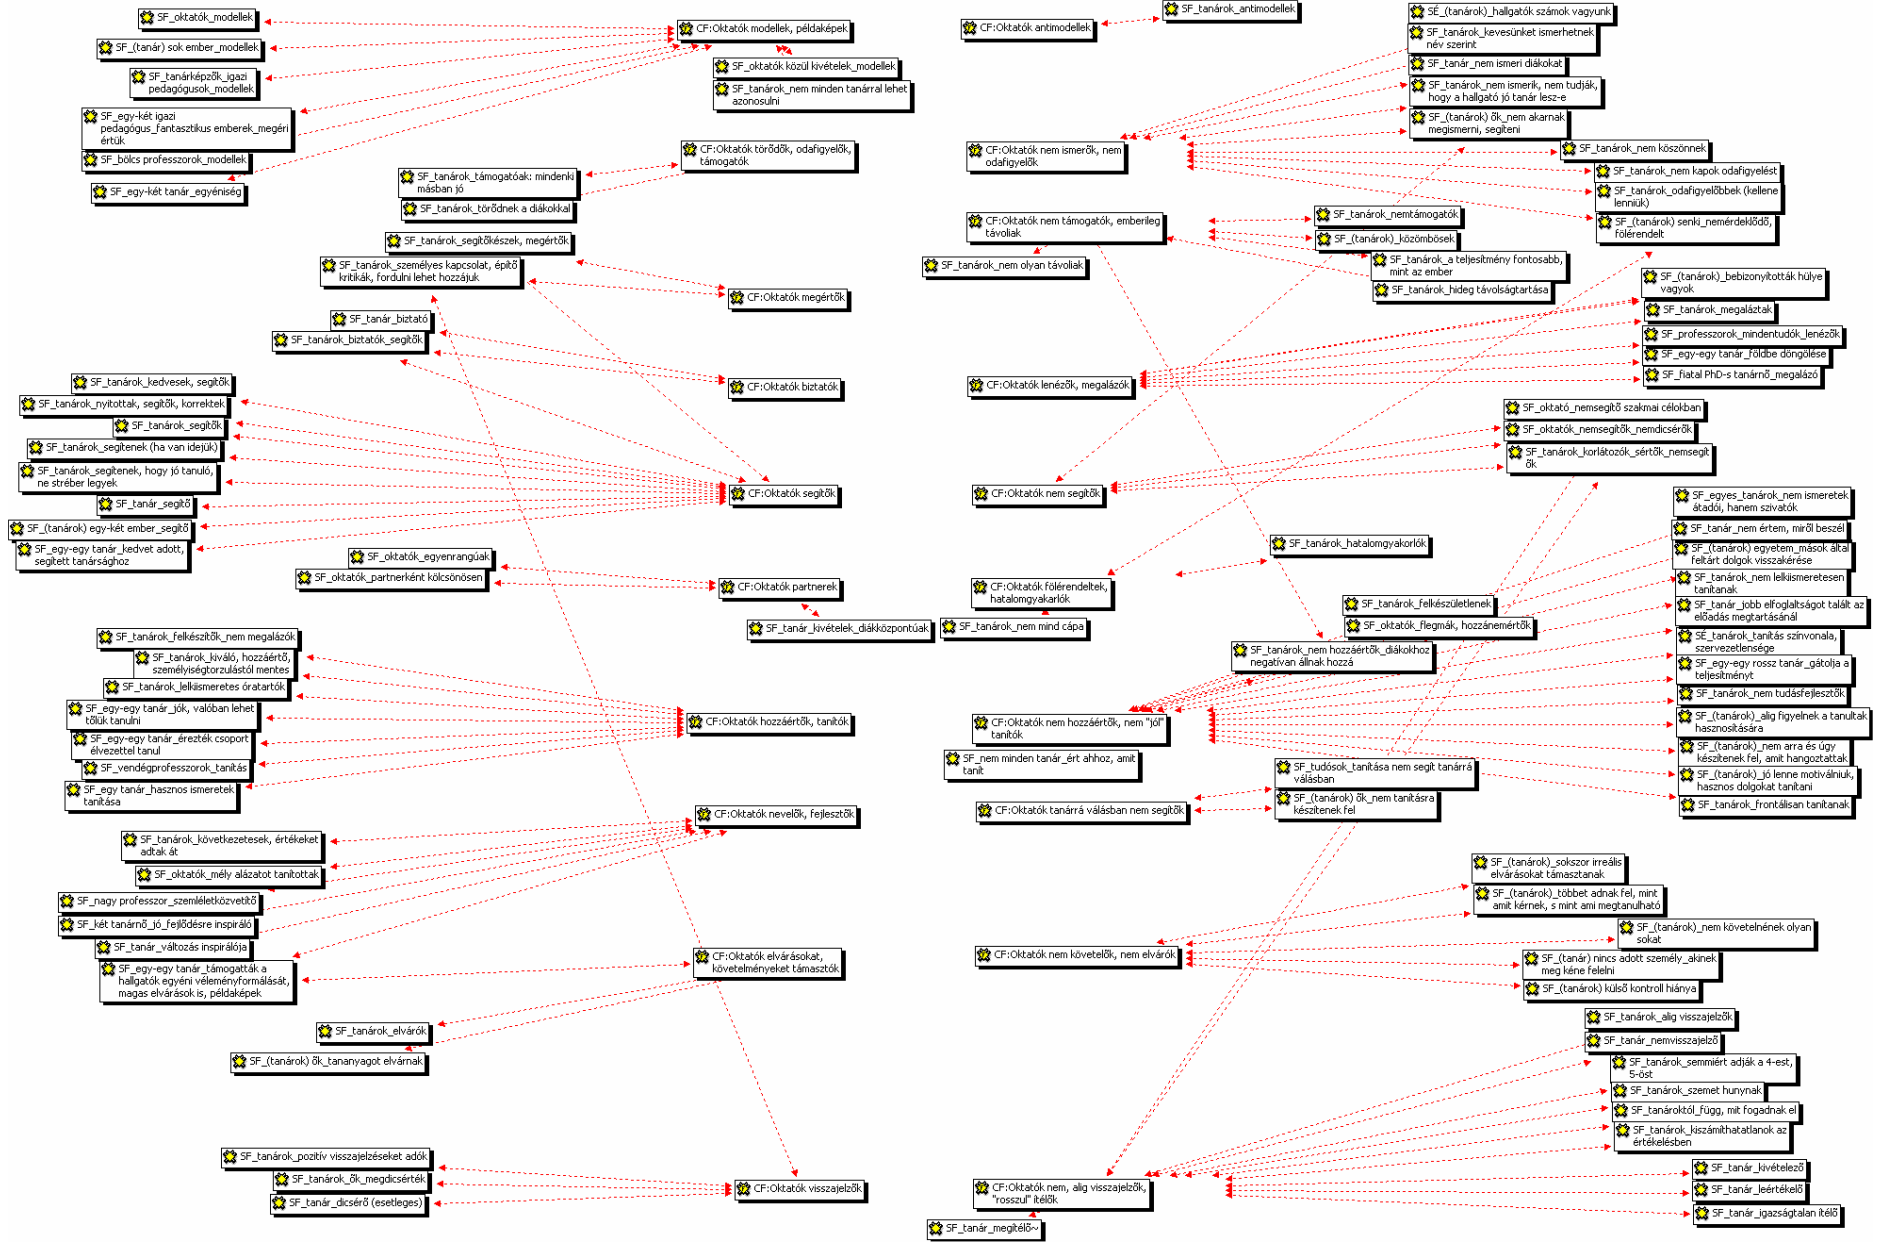 SF_oktatók_modellek
SF_(tanár) sok ember_modellek
SF_tanárképzők_igazi
pedagógusok_modellek
SF_egy-két igazi
pedagógus_fantasztikus emberek_megéri
értük
SF_bölcs professzorok_modellek
SF_egy-két tanár_egyéniség
CF:Oktatók modellek, példaképek
SF_oktatók közül kivételek_modellek
SF_tanárok_nem minden tanárral lehet
azonosulni
CF:Oktatók törődők, odafigyelők,
támogatók
SF_tanárok_támogatóak: mindenki
másban jó
SF_tanárok_törődnek a diákokkal
SF_tanárok_segítőkészek, megértők
SF_tanárok_személyes kapcsolat, építő
kritikák, fordulni lehet hozzájuk
CF:Oktatók megértők
SF_tanár_biztató
SF_tanárok_biztatók_segítők
CF:Oktatók biztatók
SF_tanárok_kedvesek, segítők
SF_tanárok_nyitottak, segítők, korrektek
SF_tanárok_segítők
SF_tanárok_segítenek (ha van idejük)
SF_tanárok_segítenek, hogy jó tanuló,
ne stréber legyek
SF_tanár_segítő
SF_(tanárok) egy-két ember_segítő
SF_egy-egy tanár_kedvet adott,
segített tanársághoz
CF:Oktatók segítők
SF_oktatók_egyenrangúak
SF_oktatók_partnerként kölcsönösen
CF:Oktatók partnerek
SF_tanár_kivételek_diákközpontúak
SF_tanárok_felkészítők_nem megalázók
SF_tanárok_kiváló, hozzáértő,
személyiségtorzulástól mentes
SF_tanárok_lelkiismeretes óratartók
SF_egy-egy tanár_jók, valóban lehet
tőlük tanulni
SF_egy-egy tanár_érezték csoport
élvezettel tanul
SF_vendégprofesszorok_tanítás
SF_egy tanár_hasznos ismeretek
tanítása
CF:Oktatók hozzáértők, tanítók
CF:Oktatók nevelők, fejlesztők
SF_tanárok_következetesek, értékeket
adtak át
SF_oktatók_mély alázatot tanítottak
SF_nagy professzor_szemléletközvetítő
SF_két tanárnő_jó_fejlődésre inspiráló
SF_tanár_változás inspirálója
SF_egy-egy tanár_támogatták a
hallgatók egyéni véleményformálását,
magas elvárások is, példaképek
CF:Oktatók elvárásokat,
követelményeket támasztók
SF_tanárok_elvárók
SF_(tanárok) ők_tananyagot elvárnak
SF_tanárok_pozitív visszajelzéseket adók
SF_tanárok_ők_megdicsérték
SF_tanár_dicsérő (esetleges)
CF:Oktatók visszajelzők
CF:Oktatók antimodellek
SF_tanárok_antimodellek
SÉ_(tanárok)_hallgatók számok vagyunk
SF_tanárok_kevesünket ismerhetnek
név szerint
SF_tanár_nem ismeri diákokat
SF_tanárok_nem ismerik, nem tudják,
hogy a hallgató jó tanár lesz-e
SF_(tanárok) ők_nem akarnak
megismerni, segíteni
CF:Oktatók nem ismerők, nem
odafigyelők
SF_tanárok_nem köszönnek
SF_tanárok_nem kapok odafigyelést
SF_tanárok_odafigyelőbbek (kellene
lenniük)
SF_(tanárok) senki_nemérdeklődő,
fölérendelt
CF:Oktatók nem támogatók, emberileg
távoliak
SF_tanárok_nemtámogatók
SF_(tanárok)_közömbösek
SF_tanárok_a teljesítmény fontosabb,
mint az ember
SF_tanárok_hideg távolságtartása
SF_tanárok_nem olyan távoliak
SF_(tanárok)_bebizonyították hülye
vagyok
SF_tanárok_megaláztak
SF_professzorok_mindentudók_lenézők
SF_egy-egy tanár_földbe döngölése
SF_fiatal PhD-s tanárnő_megalázó
CF:Oktatók lenézők, megalázók
SF_oktató_nemsegítő szakmai célokban
SF_oktatók_nemsegítők_nemdicsérők
SF_tanárok_korlátozók_sértők_nemsegít
ők
CF:Oktatók nem segítők
SF_tanárok_hatalomgyakorlók
CF:Oktatók fölérendeltek,
hatalomgyakarlók
SF_tanárok_nem mind cápa
SF_egyes_tanárok_nem ismeretek
átadói, hanem szivatók
SF_tanár_nem értem, miről beszél
SF_(tanárok) egyetem_mások által
feltárt dolgok visszakérése
SF_tanárok_nem lelkiismeretesen
tanítanak
SF_tanár_jobb elfoglaltságot talált az
előadás megtartásánál
SÉ_tanárok_tanítás színvonala,
szervezetlensége
SF_egy-egy rossz tanár_gátolja a
teljesítményt
SF_tanárok_nem tudásfejlesztők
SF_(tanárok)_alig figyelnek a tanultak
hasznosítására
SF_(tanárok)_nem arra és úgy
készítenek fel, amit hangoztattak
SF_(tanárok)_jó lenne motiválniuk,
hasznos dolgokat tanítani
SF_tanárok_frontálisan tanítanak
SF_tanárok_felkészületlenek
SF_oktatók_flegmák, hozzánemértők
SF_tanárok_nem hozzáértők_diákokhoz
negatívan állnak hozzá
CF:Oktatók nem hozzáértők, nem "jól"
tanítók
SF_nem minden tanár_ért ahhoz, amit
tanít
SF_tudósok_tanítása nem segít tanárrá
válásban
SF_(tanárok) ők_nem tanításra
készítenek fel
CF:Oktatók tanárrá válásban nem segítők
SF_(tanárok)_sokszor irreális
elvárásokat támasztanak
SF_(tanárok)_többet adnak fel, mint
amit kérnek, s mint ami megtanulható
SF_(tanárok)_nem követelnének olyan
sokat
CF:Oktatók nem követelők, nem elvárók
SF_(tanár) nincs adott személy_akinek
meg kéne felelni
SF_(tanárok) külső kontroll hiánya
SF_tanárok_alig visszajelzők
SF_tanár_nemvisszajelző
SF_tanárok_semmiért adják a 4-est,
5-öst
SF_tanárok_szemet hunynak
SF_tanároktól_függ, mit fogadnak el
SF_tanárok_kiszámíthatatlanok az
értékelésben
SF_tanár_kivételező
SF_tanár_leértékelő
SF_tanár_igazságtalan ítélő
CF:Oktatók nem, alig visszajelzők,
"rosszul" ítélők
SF_tanár_megítélő~